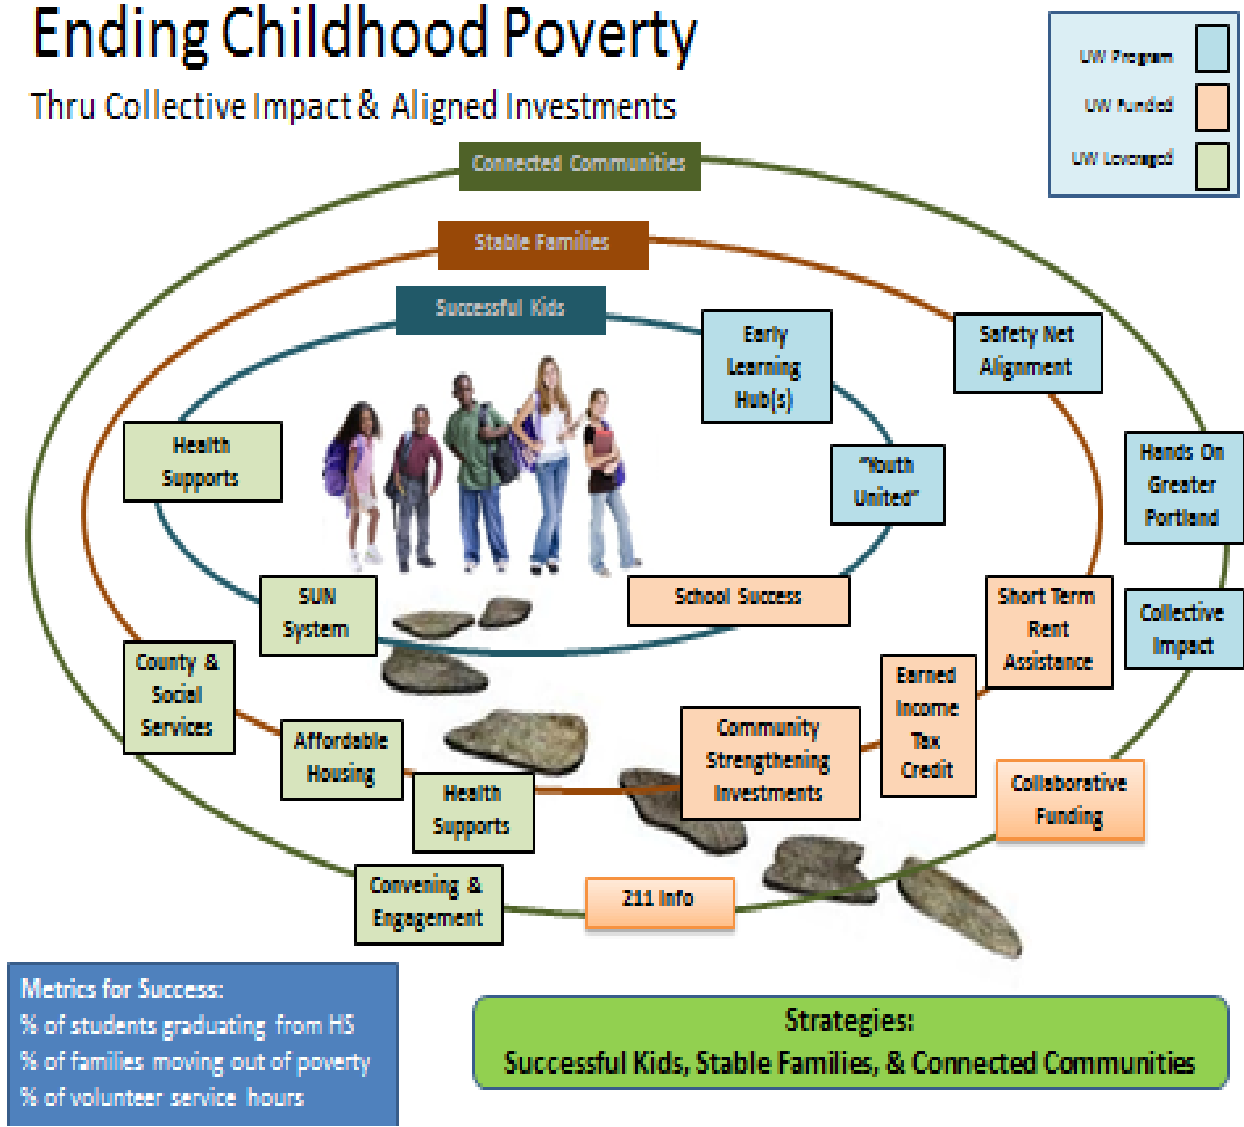 Ending Childhood Poverty
Thru Collective Impact & Aligned Investments
UW Program
UW Funded
UW Leveraged
Connected Communities
Stable Families
Successful Kids
Early
Learning
Hub(s)
Safety Net
Alignment
Health
Supports
"Youth
United"
Hands On
Greater
Portland
SUN
System
School Success
Short Term
Rent
Assistance
Collective
Impact
County &
Social
Services
Affordable
Housing
Health
Supports
Community
Strengthening
Investments
Earned
Income
Tax
Credit
Collaborative
Funding
Convening &
Engagement
211 Info
Metrics for Success:
% of students graduating from HS
% of families moving out of poverty
% of volunteer service hours
Strategies:
Successful Kids, Stable Families, & Connected Communities